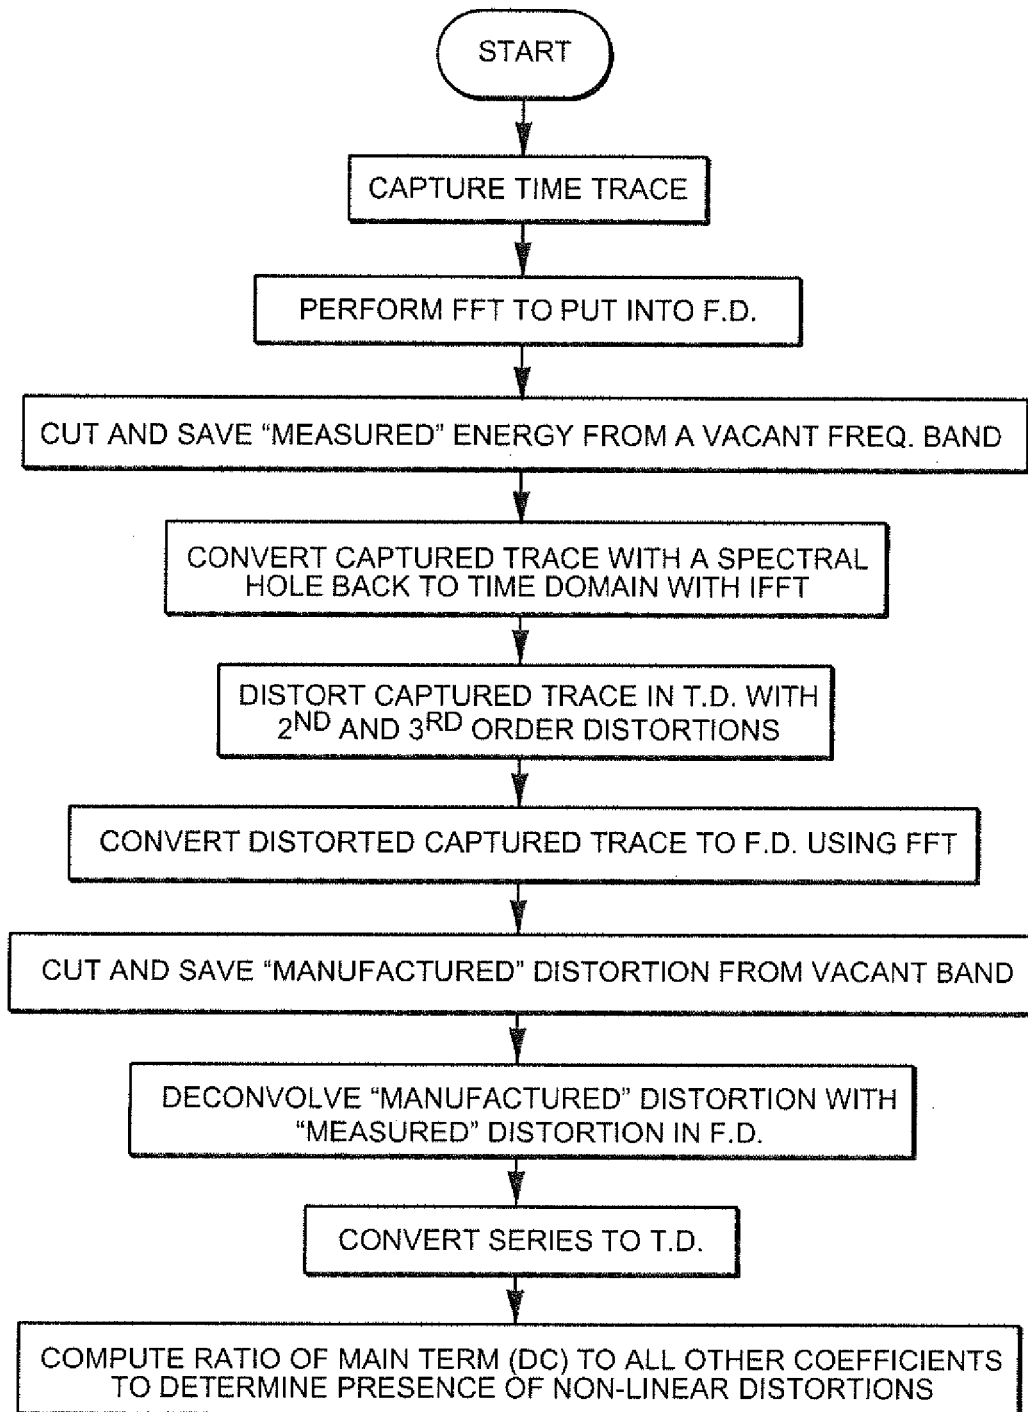 START
CAPTURE TIME TRACE
PERFORM FFT TO PUT INTO F.D.
CUT AND SAVE “MEASURED” ENERGY FROM A VACANT FREQ. BAND
CONVERT CAPTURED TRACE WITH A SPECTRAL
HOLE BACK TO TIME DOMAIN WITH IFFT
DISTORT CAPTURED TRACE IN T.D. WITH
2ND AND 3RD ORDER DISTORTIONS
CONVERT DISTORTED CAPTURED TRACE TO F.D. USING FFT
CUT AND SAVE “MANUFACTURED” DISTORTION FROM VACANT BAND
DECONVOLVE “MANUFACTURED” DISTORTION WITH
“MEASURED” DISTORTION IN F.D.
CONVERT SERIES TO T.D.
COMPUTE RATIO OF MAIN TERM (DC) TO ALL OTHER COEFFICIENTS
TO DETERMINE PRESENCE OF NON-LINEAR DISTORTIONS